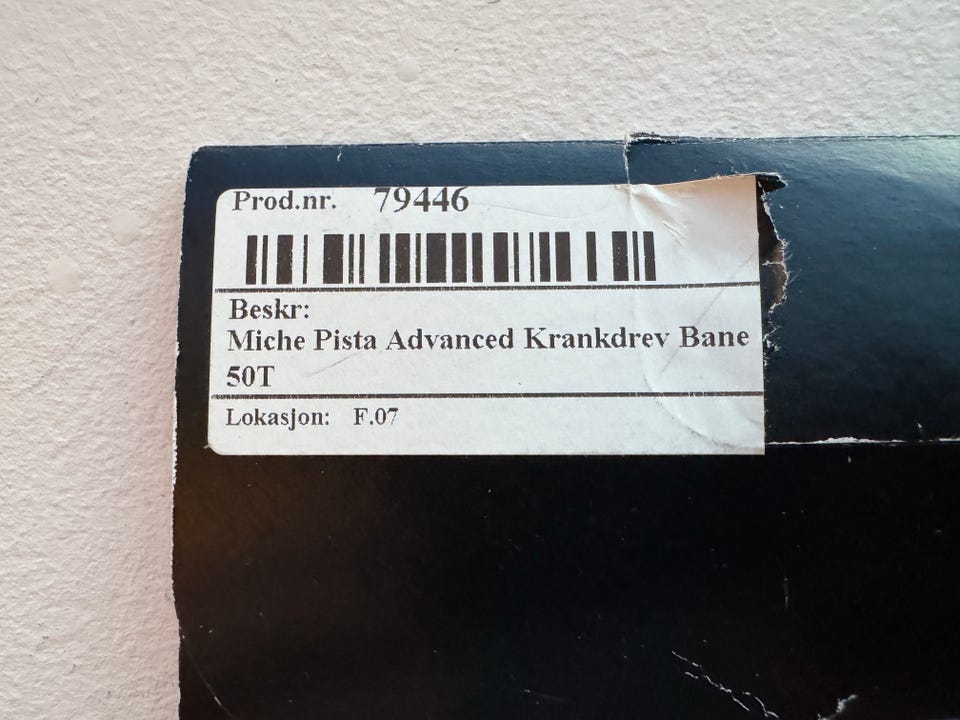 Prod.nr. 79446
Beskr:
Miche Pista Advanced Krankdrev Bane
50T
Lokasjon: F.07